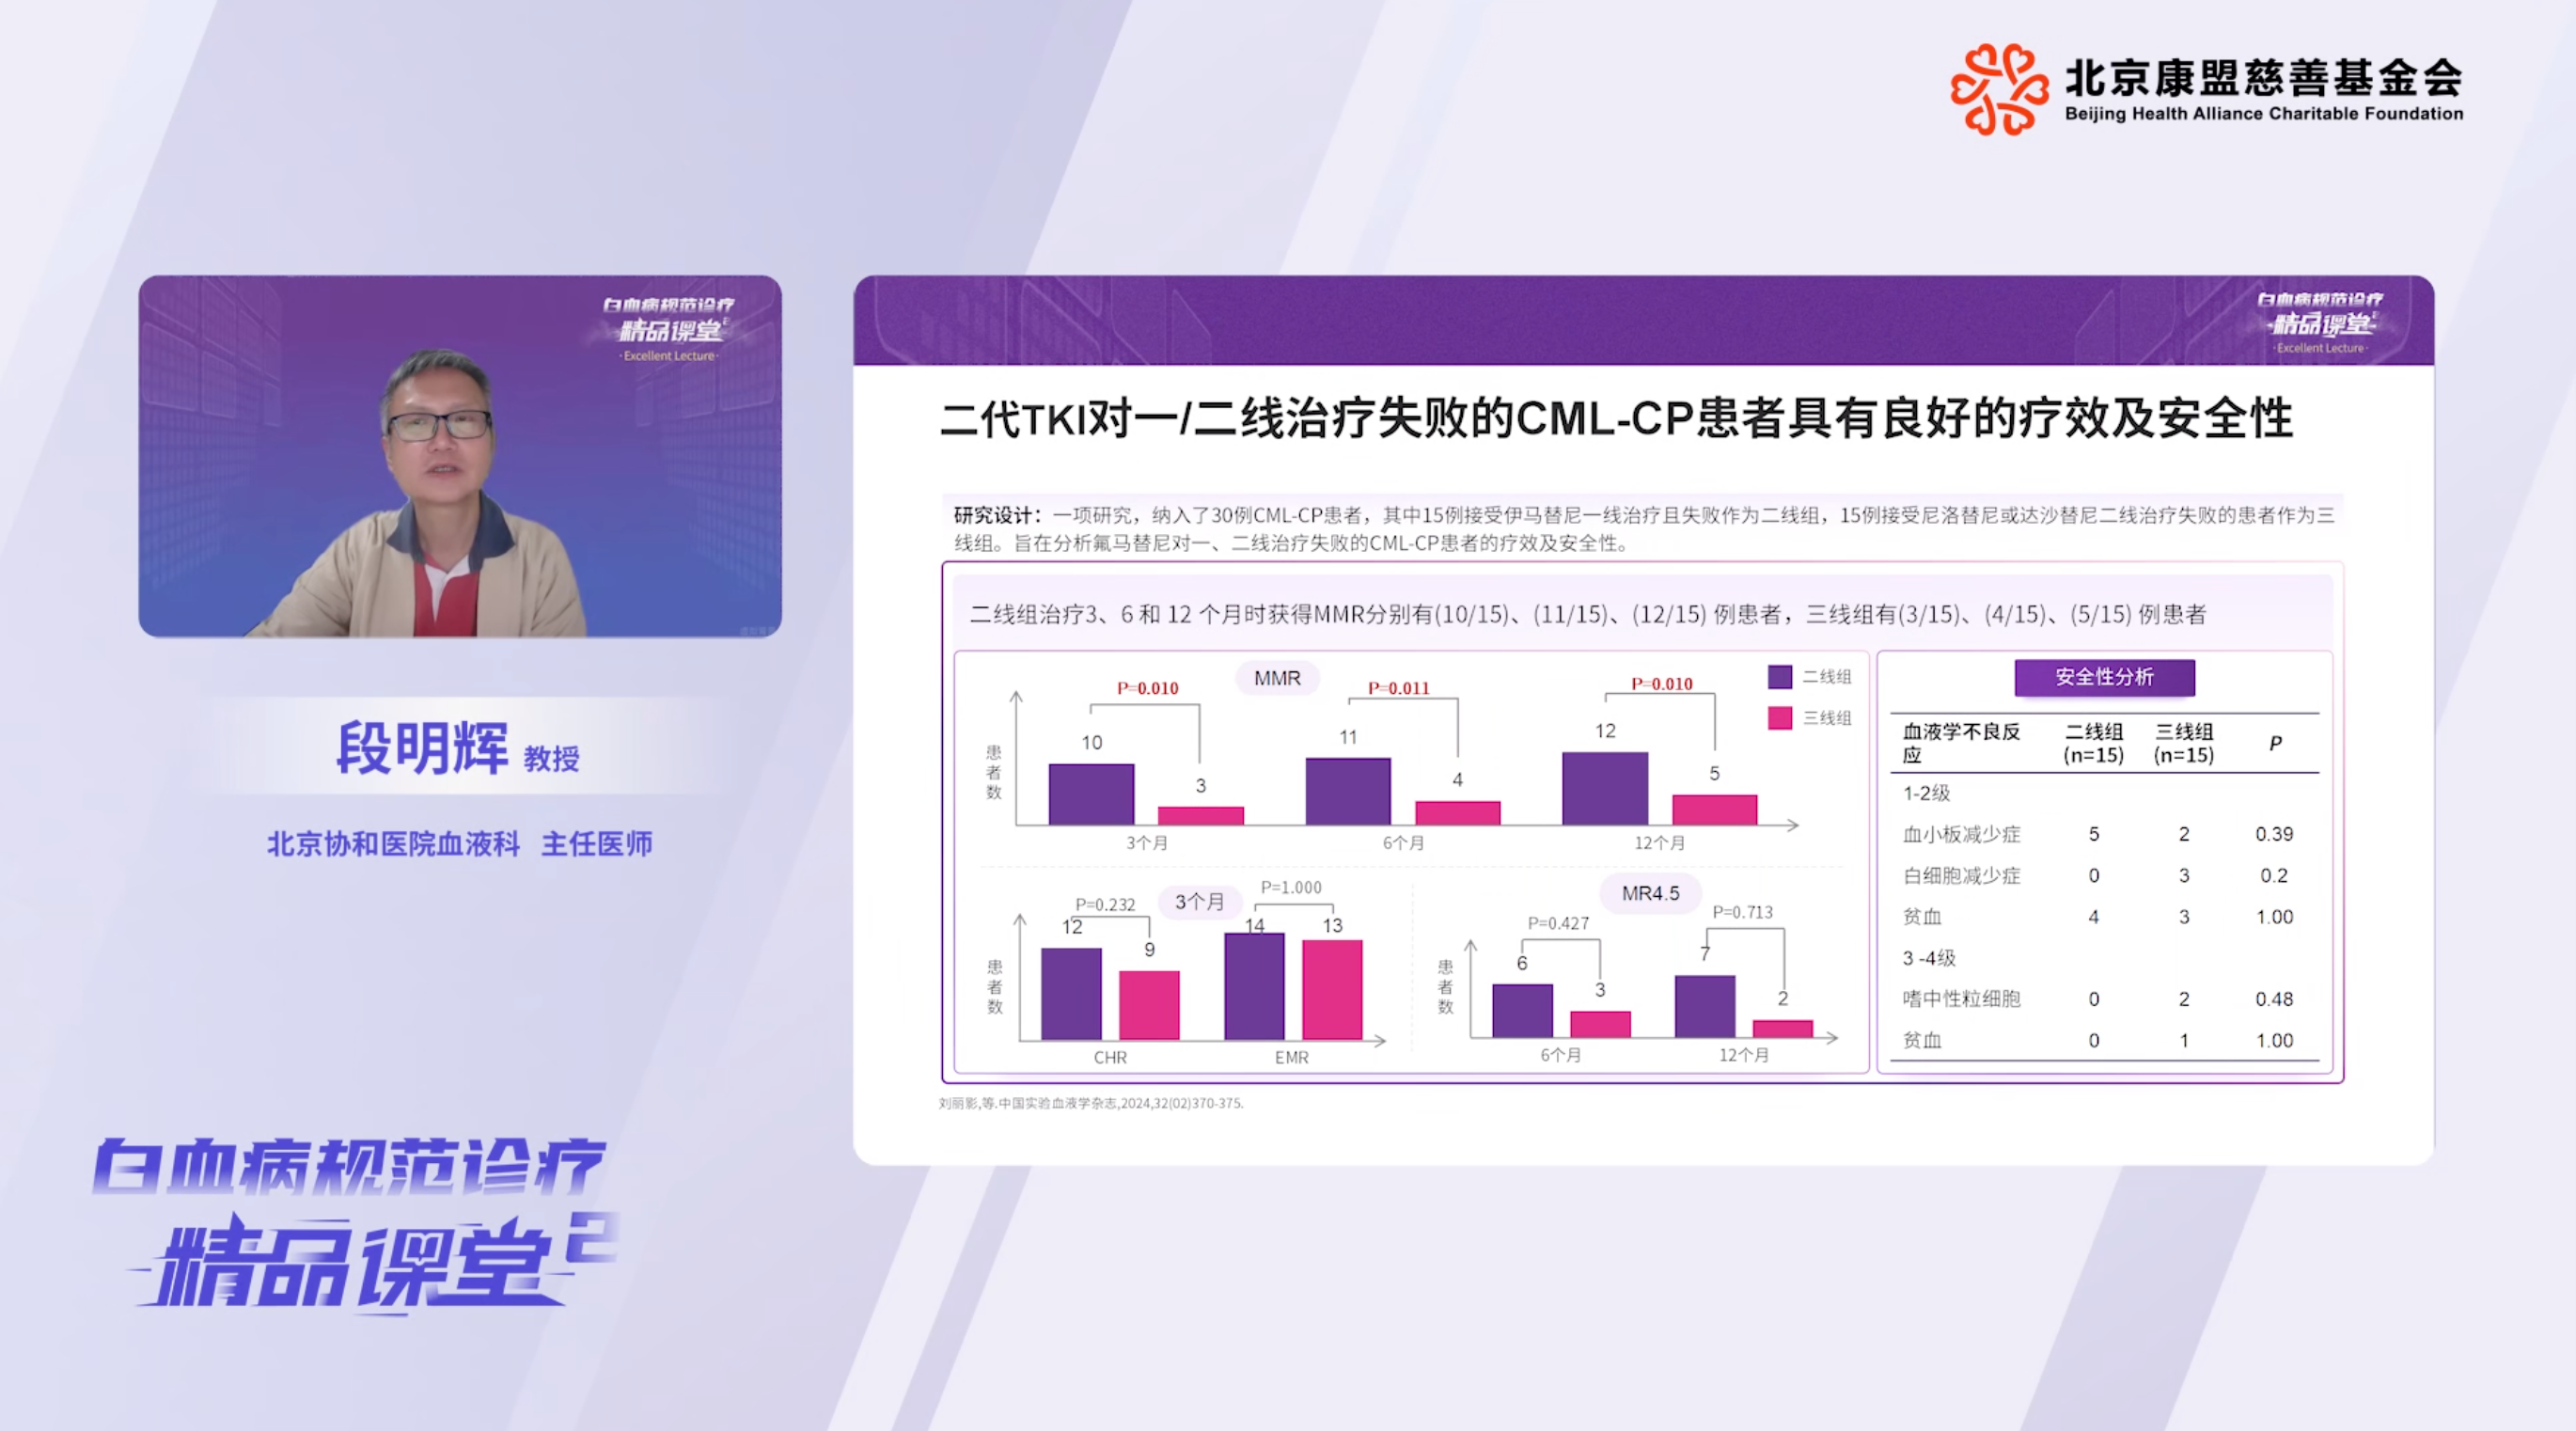 北京康盟慈善基金会
Beijing Health Alliance Charitable Foundation
白血病规范诊疗
精品课堂2
·Excellent Lecture·
段明辉 教授
北京协和医院血液科 主任医师
白血病规范诊疗
精品课堂2
白血病规范诊疗
精品课堂2
·Excellent Lecture·
二代TKI对一/二线治疗失败的CML-CP患者具有良好的疗效及安全性
研究设计：一项研究，纳入了30例CML-CP患者，其中15例接受伊马替尼一线治疗且失败作为二线组，15例接受尼洛替尼或达沙替尼二线治疗失败的患者作为三
线组。旨在分析氟马替尼对一、二线治疗失败的CML-CP患者的疗效及安全性。
二线组治疗3、6 和 12 个月时获得MMR分别有(10/15)、(11/15)、(12/15) 例患者，三线组有(3/15)、(4/15)、(5/15) 例患者
MMR
二线组
三线组
患者数
P=0.010
P=0.011
P=0.010
10
3
11
4
12
5
3个月
6个月
12个月
3个月
患者数
P=0.232
P=1.000
12
9
14
13
CHR
EMR
MR4.5
患者数
P=0.427
P=0.713
6
3
7
2
6个月
12个月
安全性分析
血液学不良反应 二线组(n=15) 三线组(n=15) P
1-2级
血小板减少症 5 2 0.39
白细胞减少症 0 3 0.2
贫血 4 3 1.00
3 -4级
嗜中性粒细胞 0 2 0.48
贫血 0 1 1.00
刘丽影,等.中国实验血液学杂志,2024,32(02)370-375.